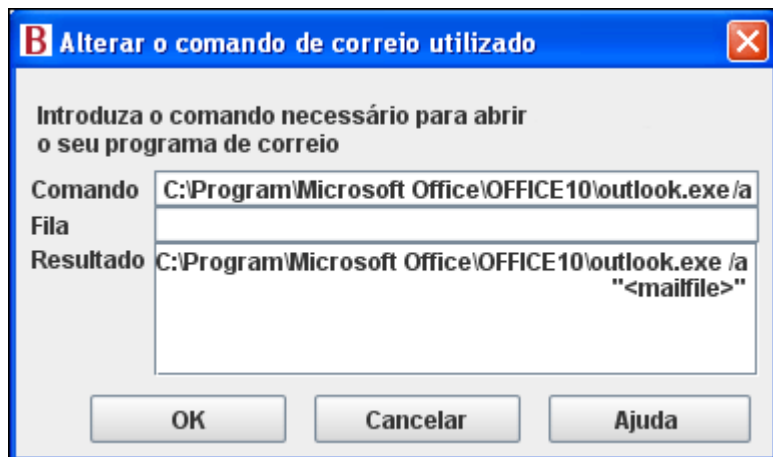 B Alterar o comando de correio utilizado
Introduza o comando necessário para abrir
o seu programa de correio
Comando C:\Program\Microsoft Office\OFFICE10\outlook.exe /a
Fila
Resultado C:\Program\Microsoft Office\OFFICE10\outlook.exe /a
"<mailfile>"
OK Cancelar Ajuda